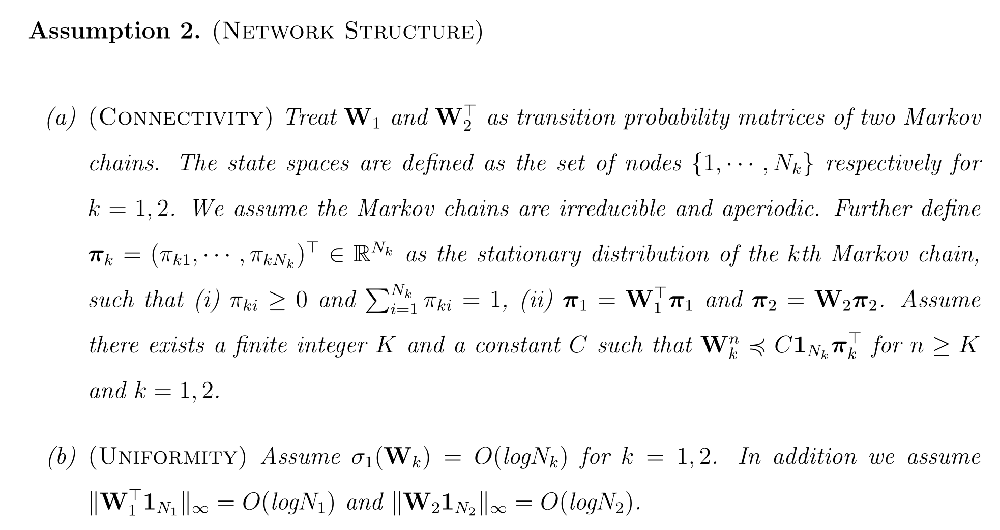 Assumption 2. (Network Structure)
(a) (Connectivity) Treat $\mathbf{W}_1$ and $\mathbf{W}_2^\top$ as transition probability matrices of two Markov
chains. The state spaces are defined as the set of nodes $\{1, \cdots, N_k\}$ respectively for
$k = 1, 2$. We assume the Markov chains are irreducible and aperiodic. Further define
$\boldsymbol{\pi}_k = (\pi_{k1}, \cdots, \pi_{kN_k})^\top \in \mathbb{R}^{N_k}$ as the stationary distribution of the $k$th Markov chain,
such that (i) $\pi_{ki} \geq 0$ and $\sum_{i=1}^{N_k} \pi_{ki} = 1$, (ii) $\boldsymbol{\pi}_1 = \mathbf{W}_1^\top \boldsymbol{\pi}_1$ and $\boldsymbol{\pi}_2 = \mathbf{W}_2 \boldsymbol{\pi}_2$. Assume
there exists a finite integer $K$ and a constant $C$ such that $\mathbf{W}_k^n \preccurlyeq C \mathbf{1}_{N_k} \boldsymbol{\pi}_k^\top$ for $n \geq K$
and $k = 1, 2$.
(b) (Uniformity) Assume $\sigma_1(\mathbf{W}_k) = O(log N_k)$ for $k = 1, 2$. In addition we assume
$\|\mathbf{W}_1^\top \mathbf{1}_{N_1}\|_\infty = O(log N_1)$ and $\|\mathbf{W}_2 \mathbf{1}_{N_2}\|_\infty = O(log N_2)$.